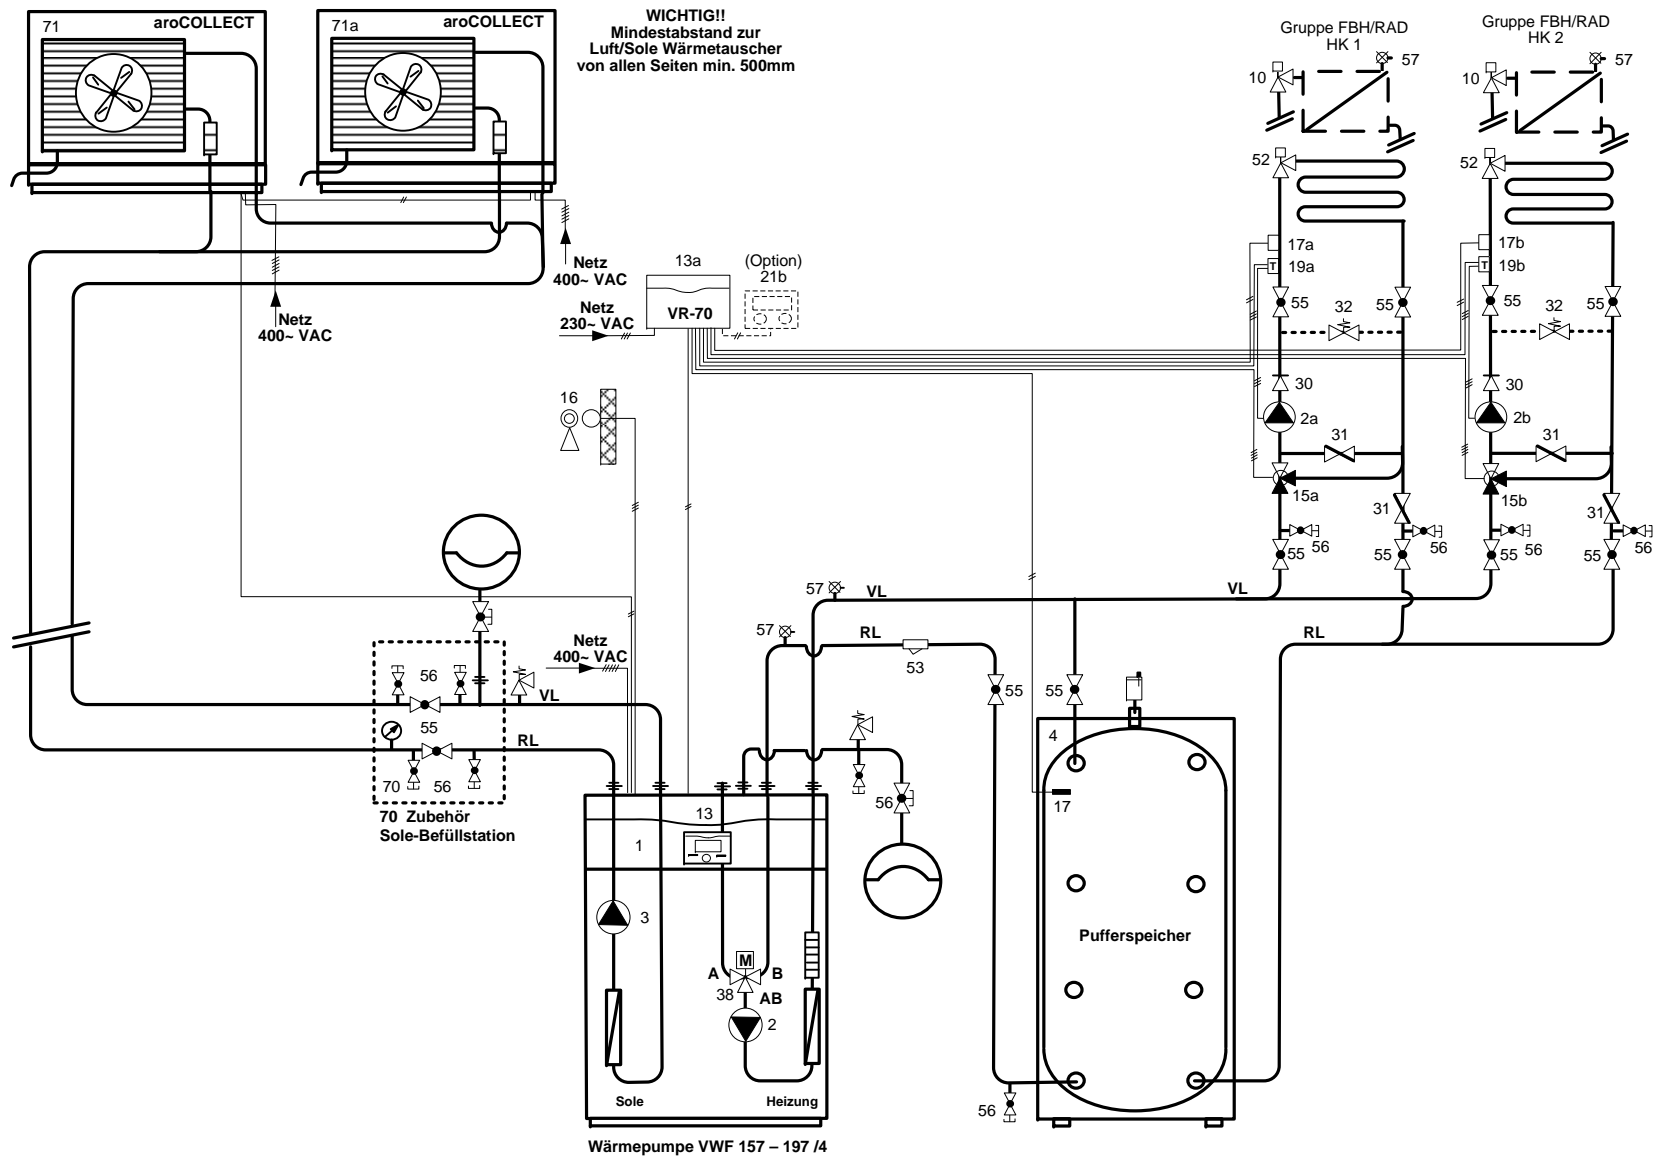 71
aroCOLLECT
71a
aroCOLLECT
WICHTIG!!
Mindestabstand zur
Luft/Sole Wärmetauscher
von allen Seiten min. 500mm
Gruppe FBH/RAD
HK 1
Gruppe FBH/RAD
HK 2
57
57
10
10
52
52
17a
17b
T
19a
T
19b
Netz
400~ VAC
Netz
400~ VAC
Netz
230~ VAC
13a
VR-70
(Option)
21b
55
32
55
55
32
55
16
30
30
2a
2b
31
31
15a
15b
31
31
56
56
56
56
55
55
55
55
57
VL
VL
57
RL
RL
53
Netz
400~ VAC
56
VL
55
RL
70
56
70 Zubehör
Sole-Befüllstation
55
55
4
17
56
13
1
3
M
A
B
38
AB
2
Pufferspeicher
Sole
Heizung
56
Wärmepumpe VWF 157 – 197 /4